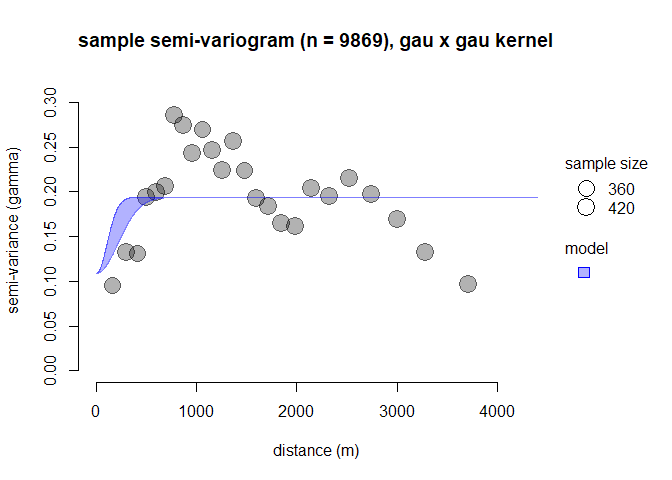 sample semi-variogram (n = 9869), gau x gau kernel
semi-variance (gamma)
0.30
0.25
0.20
0.15
0.10
0.05
0.00
0
1000
2000
3000
4000
distance (m)
sample size
360
420
model